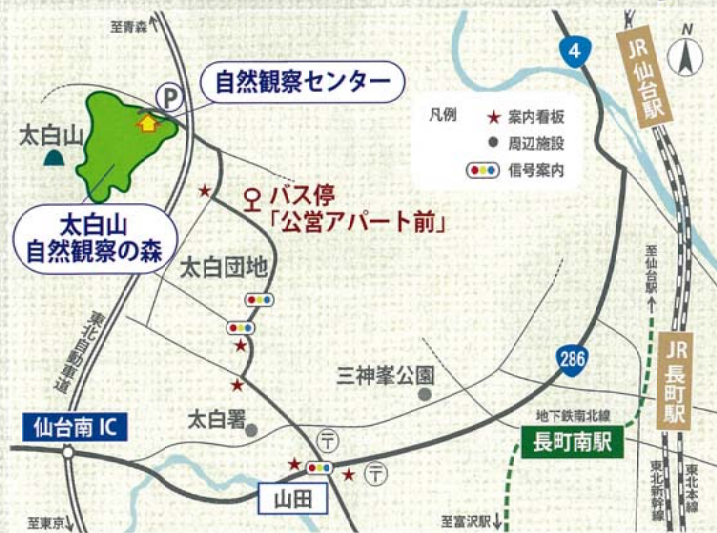 至青森
4
JR仙台駅
N
P
自然観察センター
凡例
★ 案内看板
● 周辺施設
信号案内
太白山
バス停
「公営アパート前」
太白山
自然観察の森
太白団地
至仙台駅
東北自動車道
286
JR長町駅
三神峯公園
太白署
地下鉄南北線
長町南駅
仙台南 IC
〒
〒
山田
東北新幹線
東北本線
至東京
至富沢駅